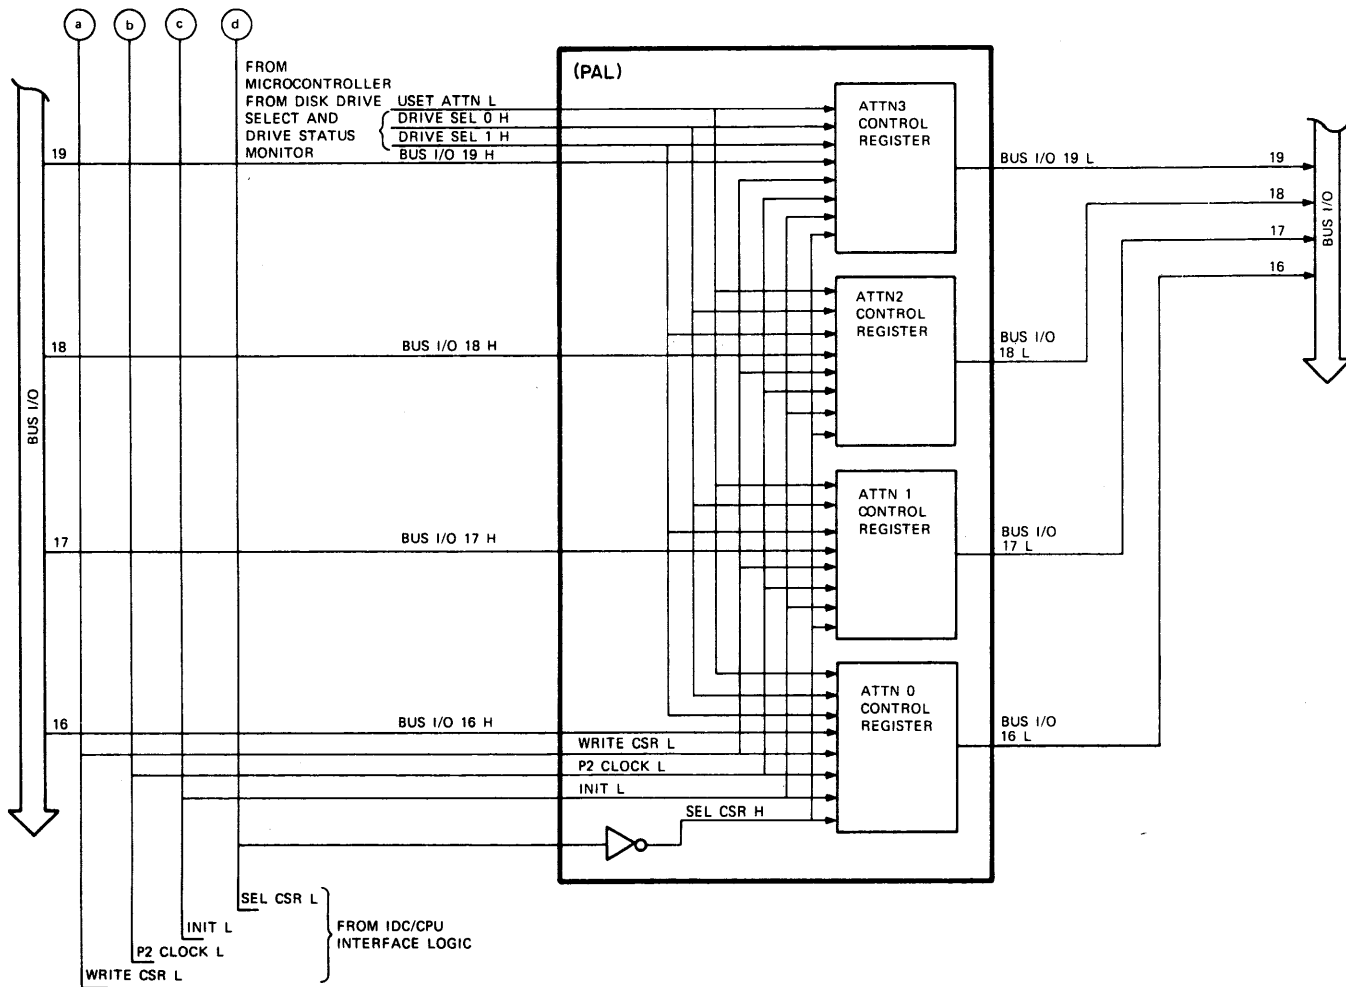 a
b
c
d
FROM
MICROCONTROLLER
FROM DISK DRIVE
SELECT AND
DRIVE STATUS
MONITOR
USET ATTN L
DRIVE SEL 0 H
DRIVE SEL 1 H
BUS I/O 19 H
19
(PAL)
ATTN3
CONTROL
REGISTER
BUS I/O 19 L
19
18
17
16
BUS I/O
ATTN2
CONTROL
REGISTER
18
BUS I/O 18 H
BUS I/O
18 L
BUS I/O
ATTN 1
CONTROL
REGISTER
17
BUS I/O 17 H
BUS I/O
17 L
ATTN 0
CONTROL
REGISTER
16
BUS I/O 16 H
BUS I/O
16 L
WRITE CSR L
P2 CLOCK L
INIT L
SEL CSR H
SEL CSR L
INIT L
P2 CLOCK L
WRITE CSR L
FROM IDC/CPU
INTERFACE LOGIC